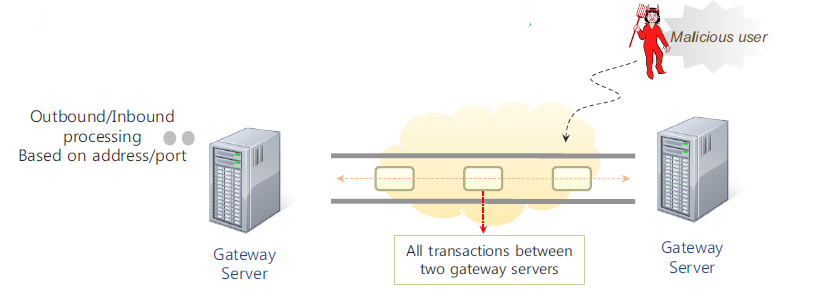 Malicious user
Outbound/Inbound
processing
Based on address/port
Gateway
Server
All transactions between
two gateway servers
Gateway
Server